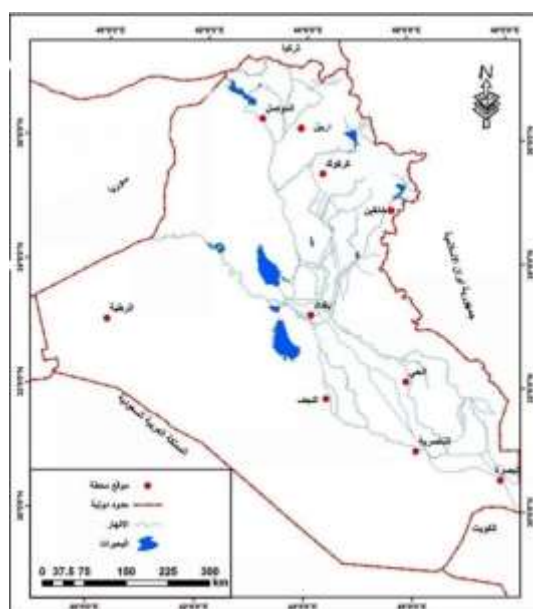 تركيا
N
الموصل
اربيل
كركوك
سوريا
خانقين
جمهورية ايران الاسلامية
بغداد
الرطبة
الحي
النجف
المملكة العربية السعودية
الناصرية
البصرة
الكويت
موقع محطة
حدود دولية
الانهار
البحيرات
0 37.5 75 150 225 300
km